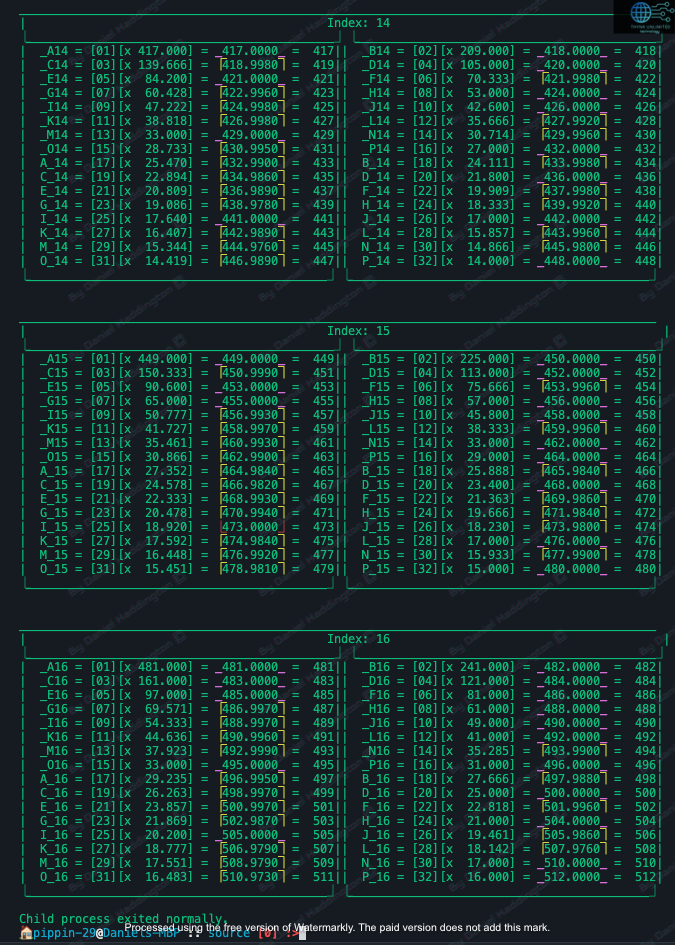 Index: 14
_A14 = [01][x 417.000] = _417.0000_ = 417|| _B14 = [02][x 209.000] = _418.0000_ = 418|
_C14 = [03][x 139.666] = ⌈418.9980⌉ = 419|| _D14 = [04][x 105.000] = _420.0000_ = 420|
_E14 = [05][x 84.200] = _421.0000_ = 421|| _F14 = [06][x 70.333] = ⌈421.9980⌉ = 422|
_G14 = [07][x 60.428] = ⌈422.9960⌉ = 423|| _H14 = [08][x 53.000] = _424.0000_ = 424|
_I14 = [09][x 47.222] = ⌈424.9980⌉ = 425|| _J14 = [10][x 42.600] = _426.0000_ = 426|
_K14 = [11][x 38.818] = ⌈426.9980⌉ = 427|| _L14 = [12][x 35.666] = ⌈427.9920⌉ = 428|
_M14 = [13][x 33.000] = _429.0000_ = 429|| _N14 = [14][x 30.714] = ⌈429.9960⌉ = 430|
_O14 = [15][x 28.733] = ⌈430.9950⌉ = 431|| _P14 = [16][x 27.000] = _432.0000_ = 432|
A_14 = [17][x 25.470] = ⌈432.9900⌉ = 433|| B_14 = [18][x 24.111] = ⌈433.9980⌉ = 434|
C_14 = [19][x 22.894] = ⌈434.9860⌉ = 435|| D_14 = [20][x 21.800] = _436.0000_ = 436|
E_14 = [21][x 20.809] = ⌈436.9890⌉ = 437|| F_14 = [22][x 19.909] = ⌈437.9980⌉ = 438|
G_14 = [23][x 19.086] = ⌈438.9780⌉ = 439|| H_14 = [24][x 18.333] = ⌈439.9920⌉ = 440|
I_14 = [25][x 17.640] = _441.0000_ = 441|| J_14 = [26][x 17.000] = _442.0000_ = 442|
K_14 = [27][x 16.407] = ⌈442.9890⌉ = 443|| L_14 = [28][x 15.857] = ⌈443.9960⌉ = 444|
M_14 = [29][x 15.344] = ⌈444.9760⌉ = 445|| N_14 = [30][x 14.866] = ⌈445.9800⌉ = 446|
O_14 = [31][x 14.419] = ⌈446.9890⌉ = 447|| P_14 = [32][x 14.000] = _448.0000_ = 448|
Index: 15
_A15 = [01][x 449.000] = _449.0000_ = 449|| _B15 = [02][x 225.000] = _450.0000_ = 450|
_C15 = [03][x 150.333] = ⌈450.9990⌉ = 451|| _D15 = [04][x 113.000] = _452.0000_ = 452|
_E15 = [05][x 90.600] = _453.0000_ = 453|| _F15 = [06][x 75.666] = ⌈453.9960⌉ = 454|
_G15 = [07][x 65.000] = _455.0000_ = 455|| _H15 = [08][x 57.000] = _456.0000_ = 456|
_I15 = [09][x 50.777] = ⌈456.9930⌉ = 457|| _J15 = [10][x 45.800] = _458.0000_ = 458|
_K15 = [11][x 41.727] = ⌈458.9970⌉ = 459|| _L15 = [12][x 38.333] = ⌈459.9960⌉ = 460|
_M15 = [13][x 35.461] = ⌈460.9930⌉ = 461|| _N15 = [14][x 33.000] = _462.0000_ = 462|
_O15 = [15][x 30.866] = ⌈462.9900⌉ = 463|| _P15 = [16][x 29.000] = _464.0000_ = 464|
A_15 = [17][x 27.352] = ⌈464.9840⌉ = 465|| B_15 = [18][x 25.888] = ⌈465.9840⌉ = 466|
C_15 = [19][x 24.578] = ⌈466.9820⌉ = 467|| D_15 = [20][x 23.400] = _468.0000_ = 468|
E_15 = [21][x 22.333] = ⌈468.9930⌉ = 469|| F_15 = [22][x 21.363] = ⌈469.9860⌉ = 470|
G_15 = [23][x 20.478] = ⌈470.9940⌉ = 471|| H_15 = [24][x 19.666] = ⌈471.9840⌉ = 472|
I_15 = [25][x 18.920] = _473.0000_ = 473|| J_15 = [26][x 18.230] = ⌈473.9800⌉ = 474|
K_15 = [27][x 17.592] = ⌈474.9840⌉ = 475|| L_15 = [28][x 17.000] = _476.0000_ = 476|
M_15 = [29][x 16.448] = ⌈476.9920⌉ = 477|| N_15 = [30][x 15.933] = ⌈477.9900⌉ = 478|
O_15 = [31][x 15.451] = ⌈478.9810⌉ = 479|| P_15 = [32][x 15.000] = _480.0000_ = 480|
Index: 16
_A16 = [01][x 481.000] = _481.0000_ = 481|| _B16 = [02][x 241.000] = _482.0000_ = 482|
_C16 = [03][x 161.000] = _483.0000_ = 483|| _D16 = [04][x 121.000] = _484.0000_ = 484|
_E16 = [05][x 97.000] = _485.0000_ = 485|| _F16 = [06][x 81.000] = _486.0000_ = 486|
_G16 = [07][x 69.571] = ⌈486.9970⌉ = 487|| _H16 = [08][x 61.000] = _488.0000_ = 488|
_I16 = [09][x 54.333] = ⌈488.9970⌉ = 489|| _J16 = [10][x 49.000] = _490.0000_ = 490|
_K16 = [11][x 44.636] = ⌈490.9960⌉ = 491|| _L16 = [12][x 41.000] = _492.0000_ = 492|
_M16 = [13][x 37.923] = ⌈492.9990⌉ = 493|| _N16 = [14][x 35.285] = ⌈493.9900⌉ = 494|
_O16 = [15][x 33.000] = _495.0000_ = 495|| _P16 = [16][x 31.000] = _496.0000_ = 496|
A_16 = [17][x 29.235] = ⌈496.9950⌉ = 497|| B_16 = [18][x 27.666] = ⌈497.9880⌉ = 498|
C_16 = [19][x 26.263] = ⌈498.9970⌉ = 499|| D_16 = [20][x 25.000] = _500.0000_ = 500|
E_16 = [21][x 23.857] = ⌈500.9970⌉ = 501|| F_16 = [22][x 22.818] = ⌈501.9960⌉ = 502|
G_16 = [23][x 21.869] = ⌈502.9870⌉ = 503|| H_16 = [24][x 21.000] = _504.0000_ = 504|
I_16 = [25][x 20.200] = _505.0000_ = 505|| J_16 = [26][x 19.461] = ⌈505.9860⌉ = 506|
K_16 = [27][x 18.777] = ⌈506.9790⌉ = 507|| L_16 = [28][x 18.142] = ⌈507.9760⌉ = 508|
M_16 = [29][x 17.551] = ⌈508.9790⌉ = 509|| N_16 = [30][x 17.000] = _510.0000_ = 510|
O_16 = [31][x 16.483] = ⌈510.9730⌉ = 511|| P_16 = [32][x 16.000] = _512.0000_ = 512|
Child process exited normally.
pippin-29@Daniels-MBP :: source [0] :>
Processed using the free version of Watermarkly. The paid version does not add this mark.
By Daniel Haddington